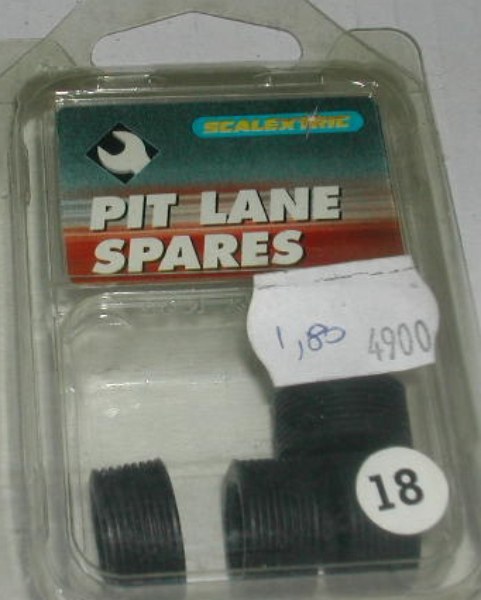 SCALEXTRIC
PIT LANE
SPARES
1,80 4900
18